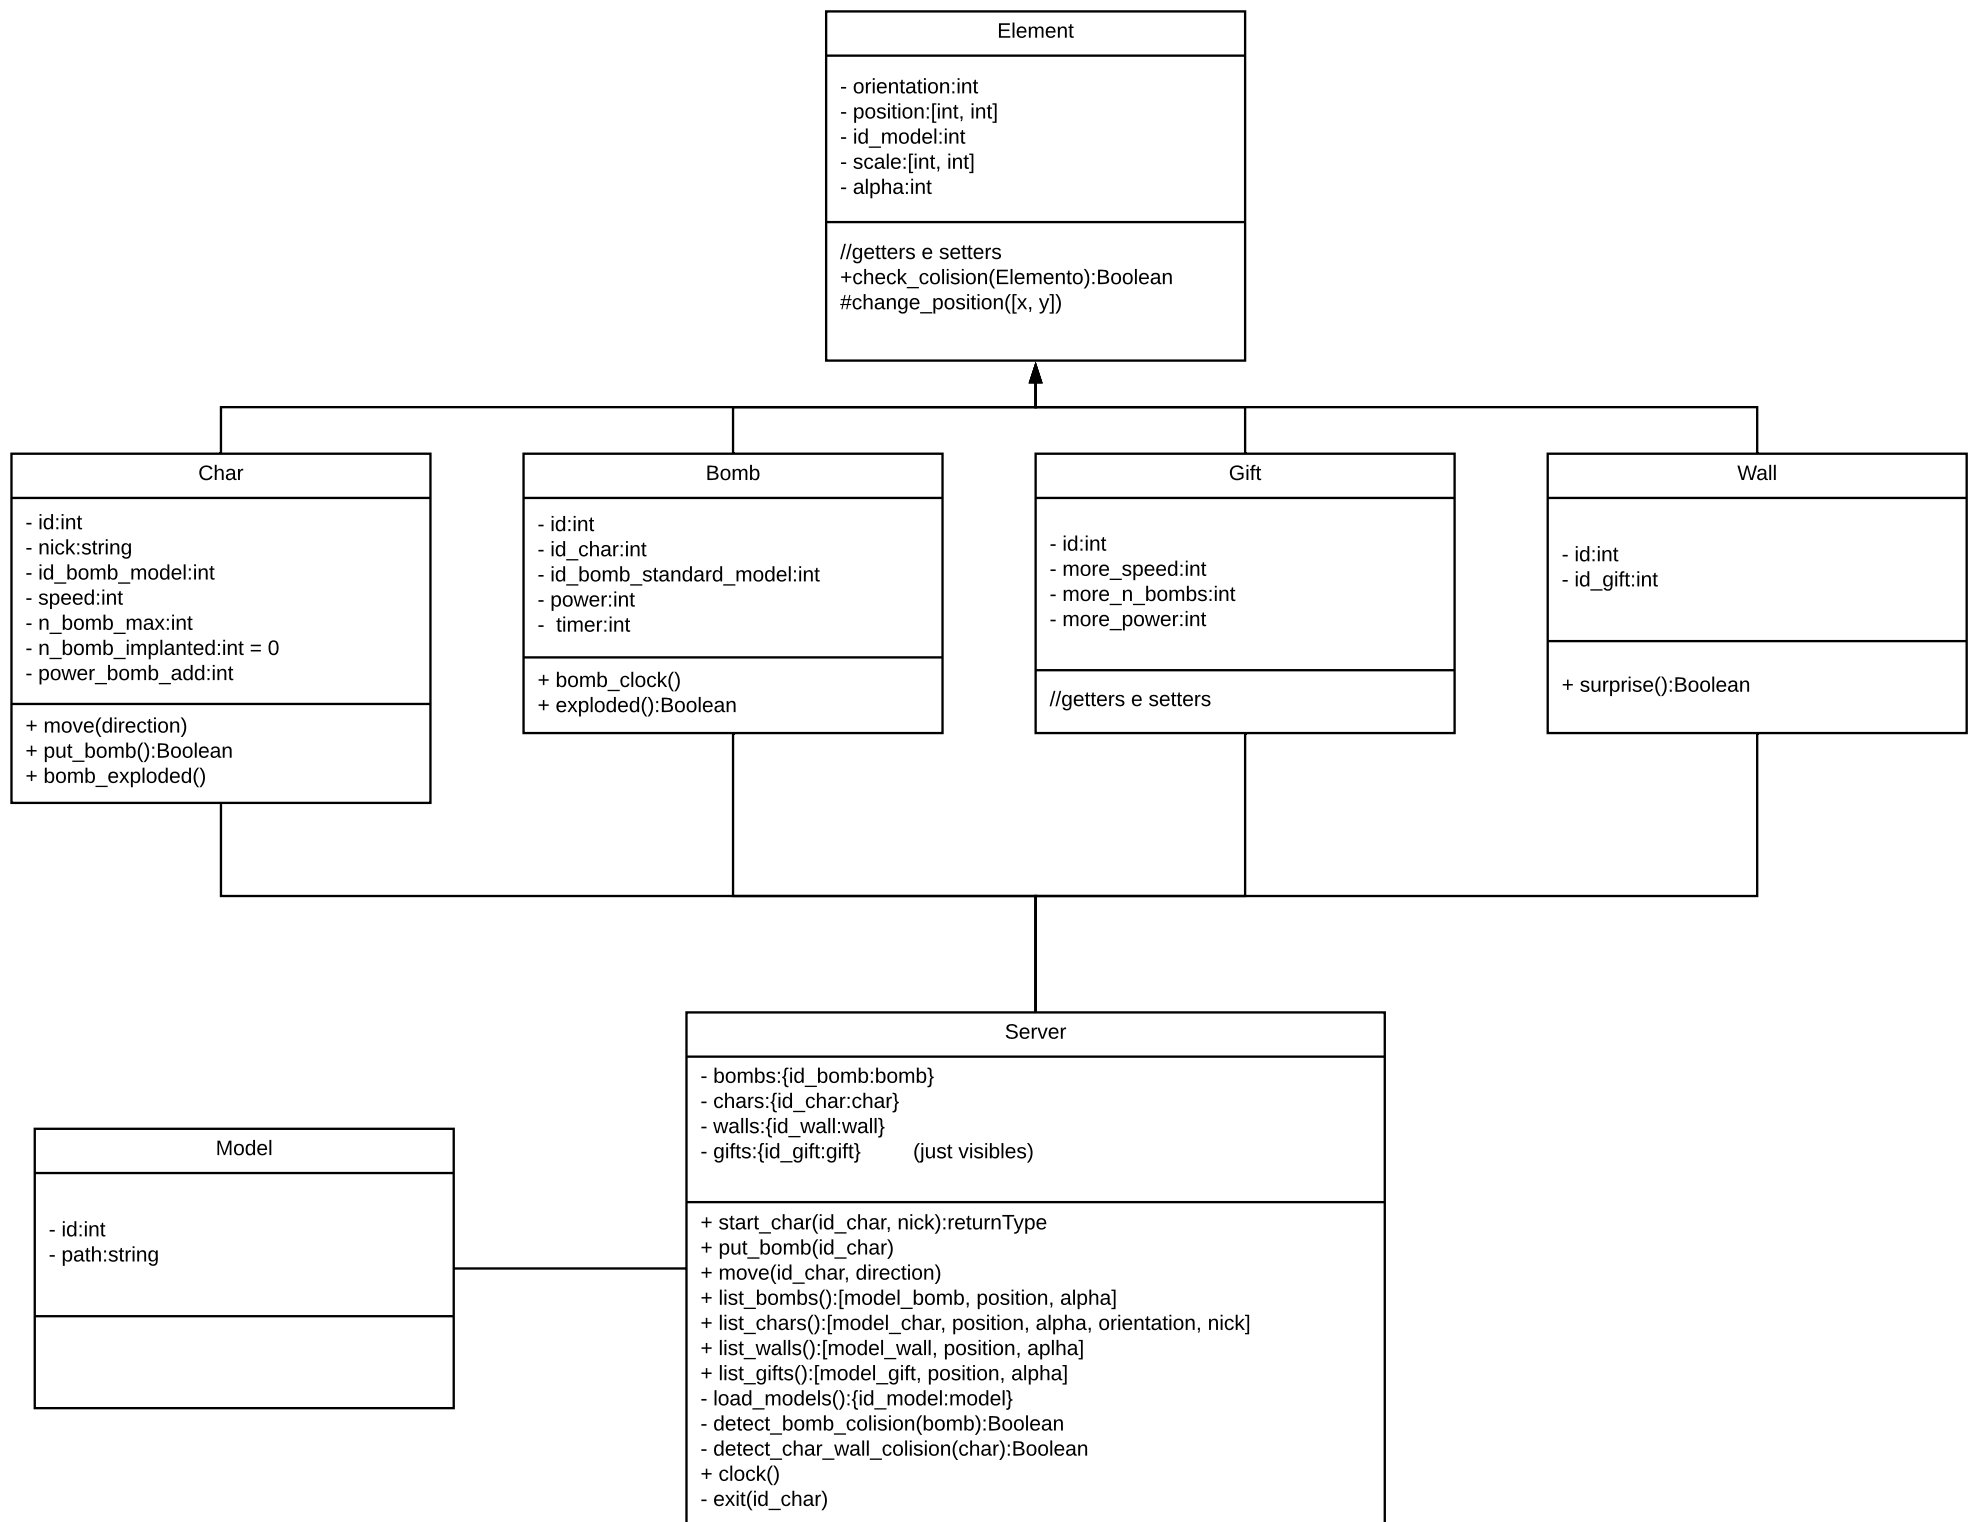 Element
- orientation:int
- position:[int, int]
- id_model:int
- scale:[int, int]
- alpha:int
//getters e setters
+check_colision(Elemento):Boolean
#change_position([x, y])
Char
- id:int
- nick:string
- id_bomb_model:int
- speed:int
- n_bomb_max:int
- n_bomb_implanted:int = 0
- power_bomb_add:int
+ move(direction)
+ put_bomb():Boolean
+ bomb_exploded()
Bomb
- id:int
- id_char:int
- id_bomb_standard_model:int
- power:int
-  timer:int
+ bomb_clock()
+ exploded():Boolean
Gift
- id:int
- more_speed:int
- more_n_bombs:int
- more_power:int
//getters e setters
Wall
- id:int
- id_gift:int
+ surprise():Boolean
Server
- bombs:{id_bomb:bomb}
- chars:{id_char:char}
- walls:{id_wall:wall}
- gifts:{id_gift:gift}         (just visibles)
+ start_char(id_char, nick):returnType
+ put_bomb(id_char)
+ move(id_char, direction)
+ list_bombs():[model_bomb, position, alpha]
+ list_chars():[model_char, position, alpha, orientation, nick]
+ list_walls():[model_wall, position, aplha]
+ list_gifts():[model_gift, position, alpha]
- load_models():{id_model:model}
- detect_bomb_colision(bomb):Boolean
- detect_char_wall_colision(char):Boolean
+ clock()
- exit(id_char)
Model
- id:int
- path:string